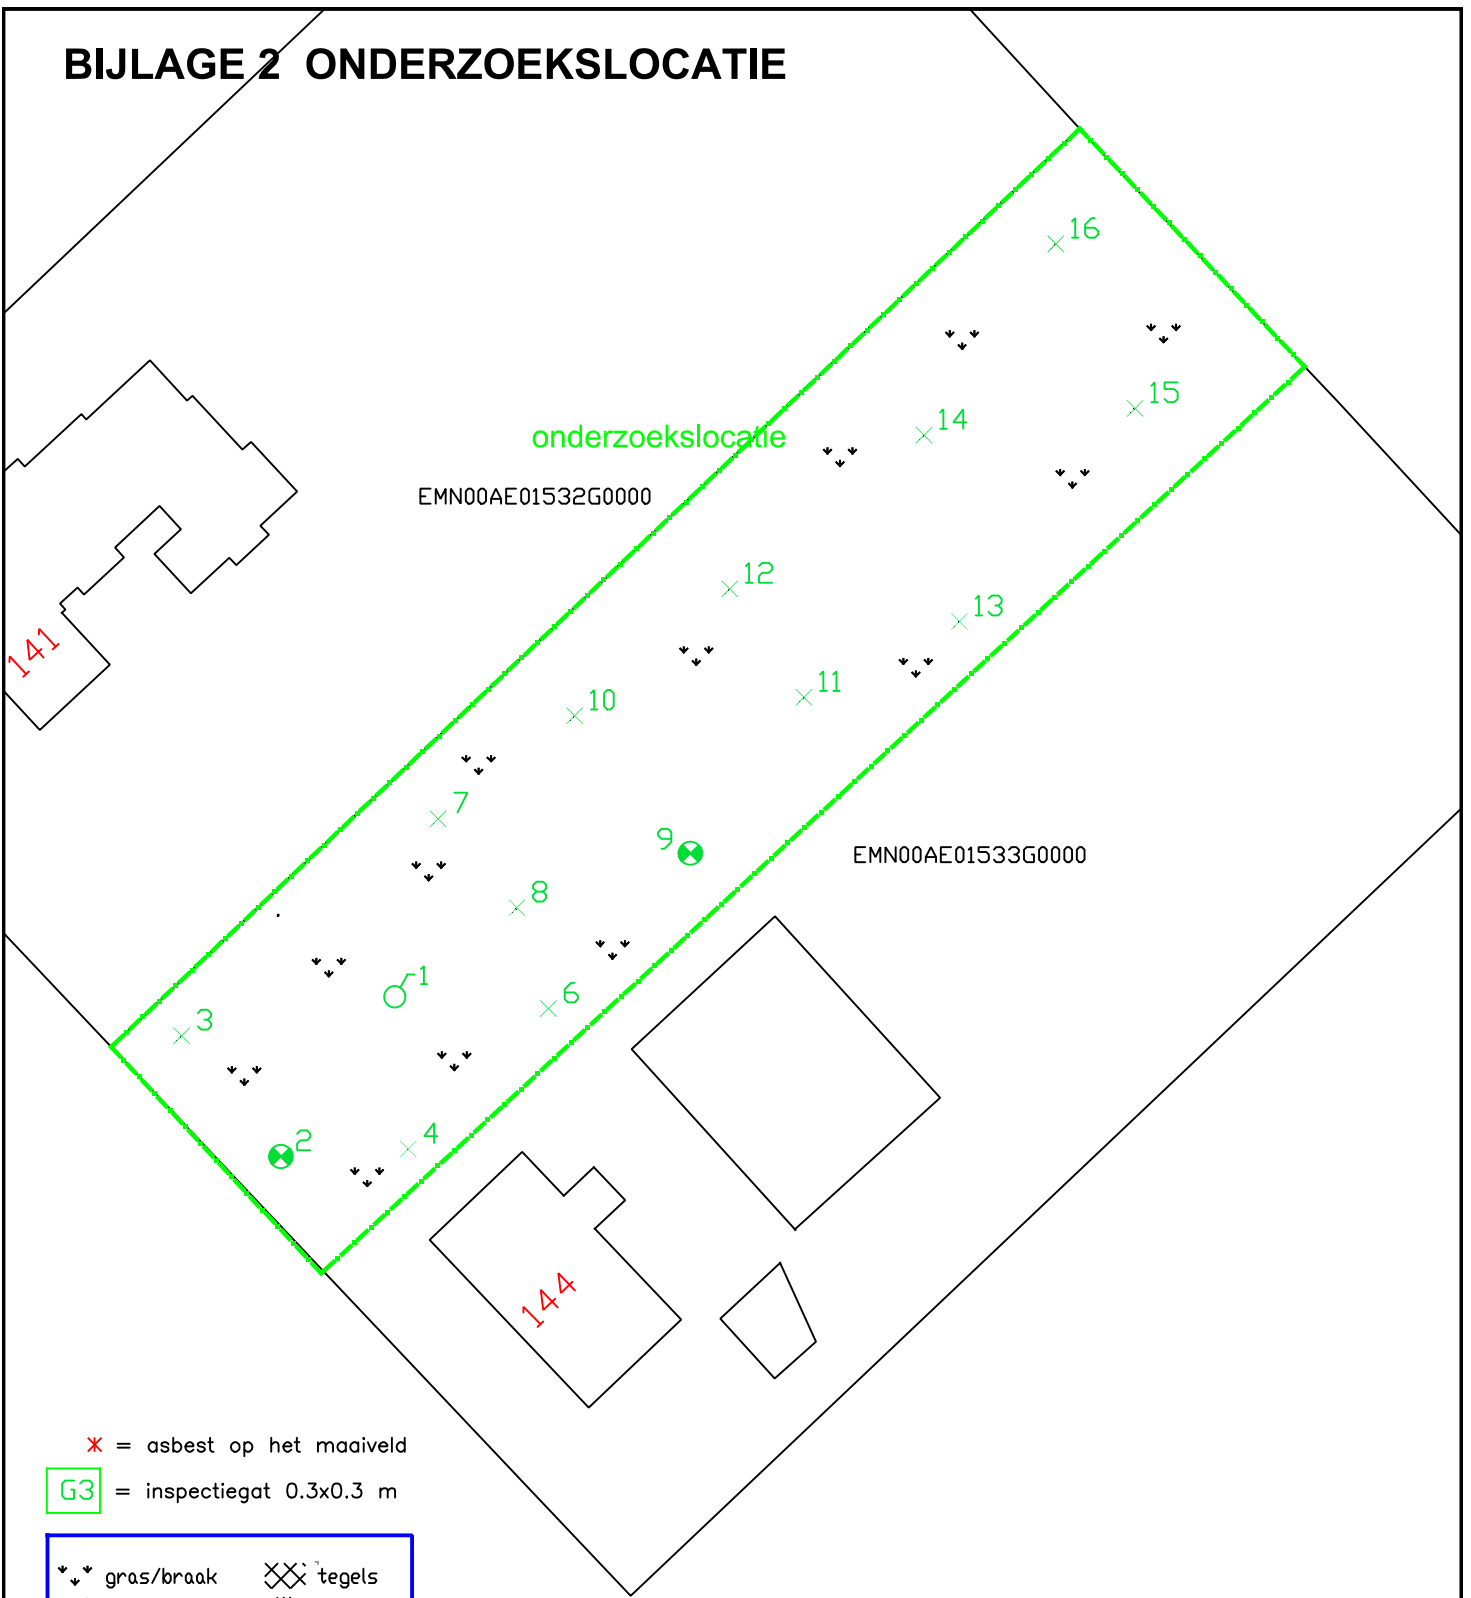 BIJLAGE 2 ONDERZOEKSLOCATIE
16
15
onderzoekslocatie
14
EMN00AE01532G0000
12
13
141
11
10
7
9
EMN00AE01533G0000
8
1
6
3
4
2
144
= asbest op het maaiveld
G3 = inspectiegat 0.3x0.3 m
gras/braak tegels